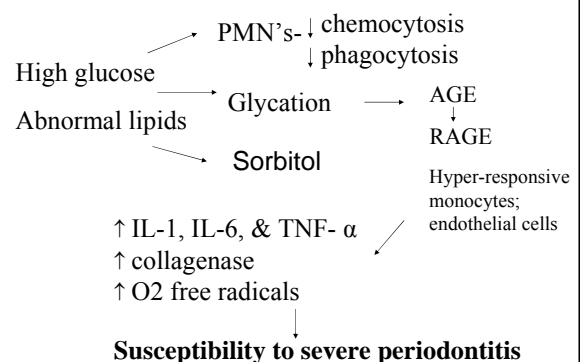 PMN's- ↓ chemocytosis
↓ phagocytosis
High glucose
Abnormal lipids
Glycation
AGE
RAGE
Sorbitol
Hyper-responsive
monocytes;
endothelial cells
↑ IL-1, IL-6, & TNF- α
↑ collagenase
↑ O2 free radicals
Susceptibility to severe periodontitis